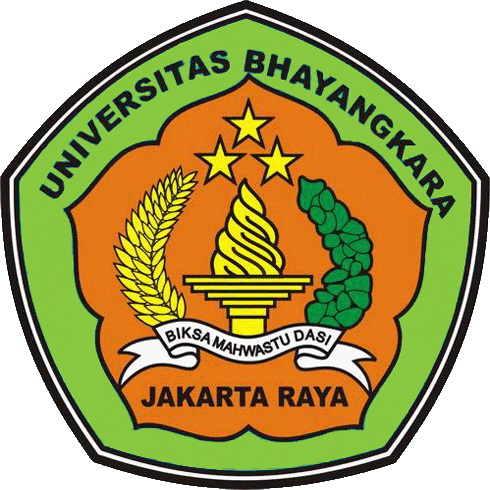 UNIVERSITAS BHAYANGKARA
BIKSA MAHWASTU DASI
JAKARTA RAYA